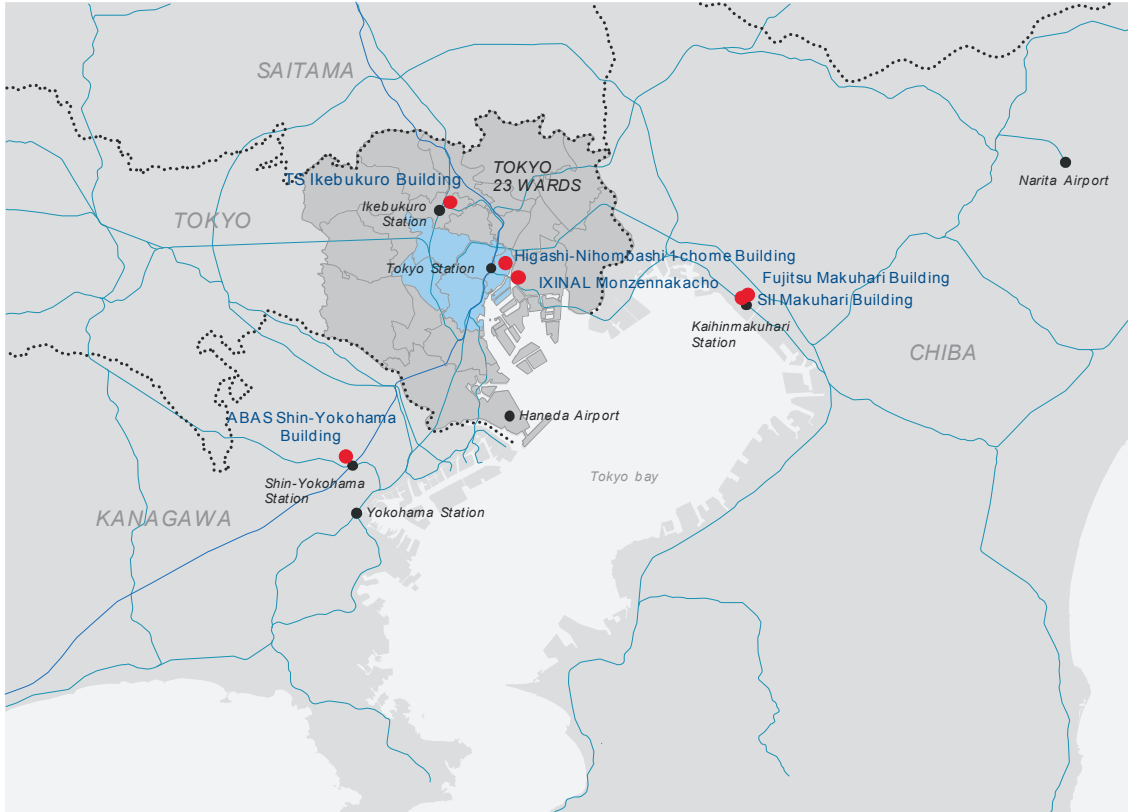 SAITAMA
TOKYO
23 WARDS
Narita Airport
TS Ikebukuro Building
Ikebukuro
Station
TOKYO
Higashi-Nihombashi 1-chome Building
Tokyo Station
IXINAL Monzennakacho
Fujitsu Makuhari Building
SII Makuhari Building
Kaihinmakuhari
Station
CHIBA
ABAS Shin-Yokohama
Building
Haneda Airport
Shin-Yokohama
Station
Tokyo bay
KANAGAWA
Yokohama Station